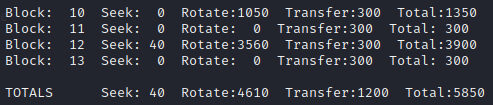 Block:  10  Seek:  0  Rotate:1050  Transfer:300  Total:1350
Block:  11  Seek:  0  Rotate:  0  Transfer:300  Total: 300
Block:  12  Seek: 40  Rotate:3560  Transfer:300  Total:3900
Block:  13  Seek:  0  Rotate:  0  Transfer:300  Total: 300
TOTALS      Seek: 40  Rotate:4610  Transfer:1200  Total:5850